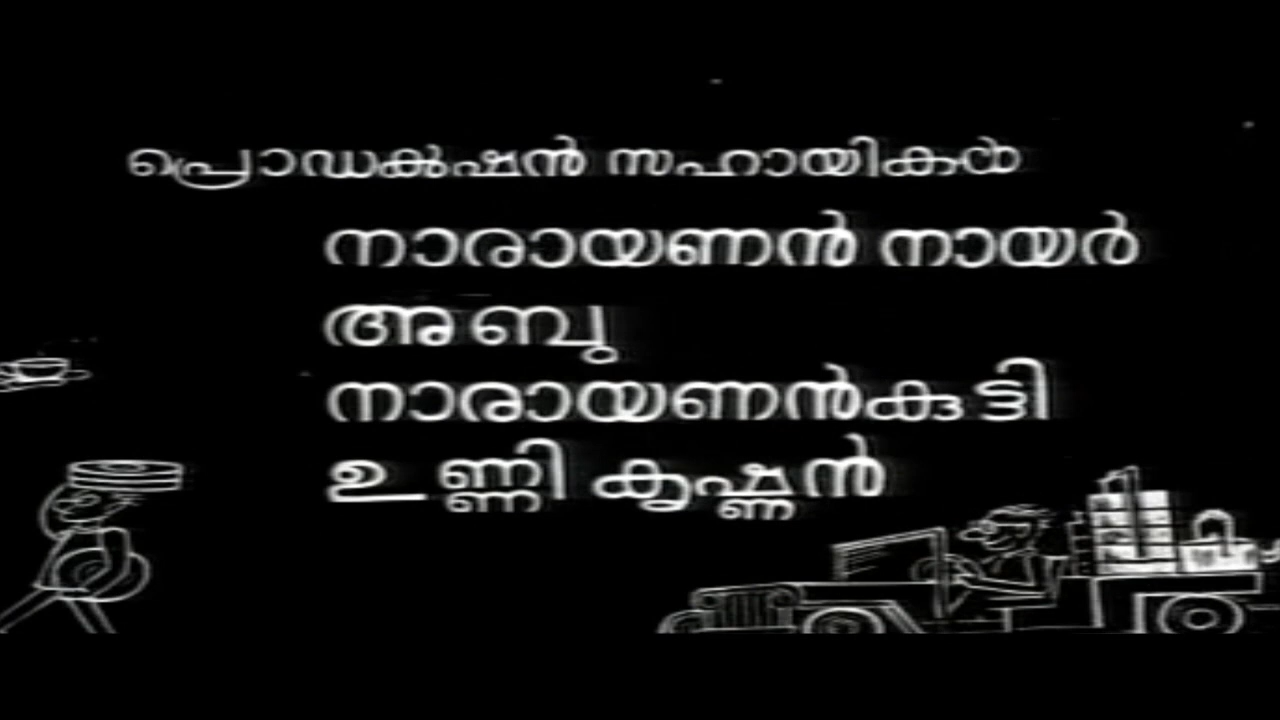 പ്രൊഡക്ഷൻ സഹായികൾ
നാരായണൻ നായർ
അബു
നാരായണൻകുട്ടി
ഉണ്ണി കൃഷ്ണൻ